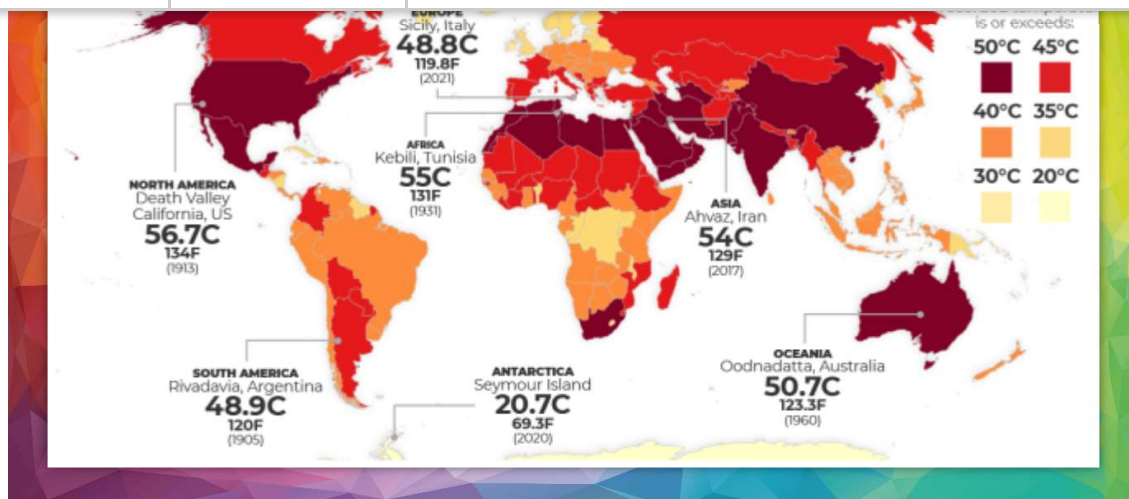 EUROPE
Sicily, Italy
48.8C
119.8F
(2021)
is or exceeds:
50°C 45°C
40°C 35°C
30°C 20°C
AFRICA
Kebili, Tunisia
55C
131F
(1931)
NORTH AMERICA
Death Valley
California, US
56.7C
134F
(1913)
ASIA
Ahvaz, Iran
54C
129F
(2017)
SOUTH AMERICA
Rivadavia, Argentina
48.9C
120F
(1905)
ANTARCTICA
Seymour Island
20.7C
69.3F
(2020)
OCEANIA
Oodnadatta, Australia
50.7C
123.3F
(1960)